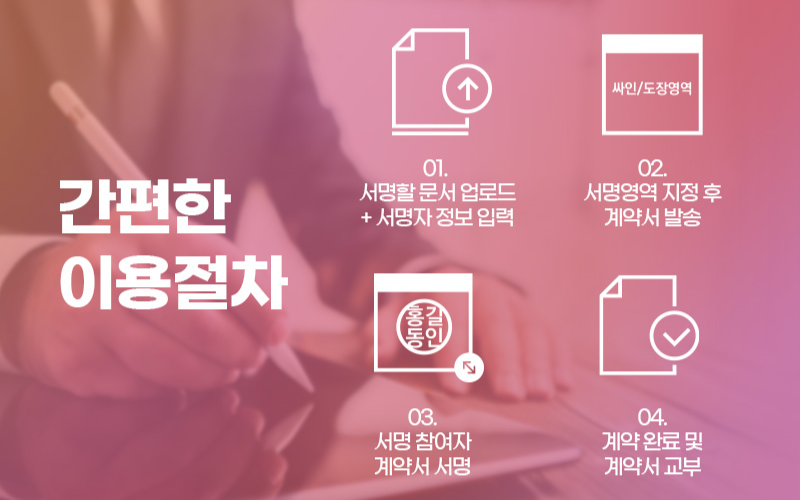 간편한
이용절차
01.
서명할 문서 업로드
+ 서명자 정보 입력
싸인/도장영역
02.
서명영역 지정 후
계약서 발송
홍길
동인
03.
서명 참여자
계약서 서명
04.
계약 완료 및
계약서 교부